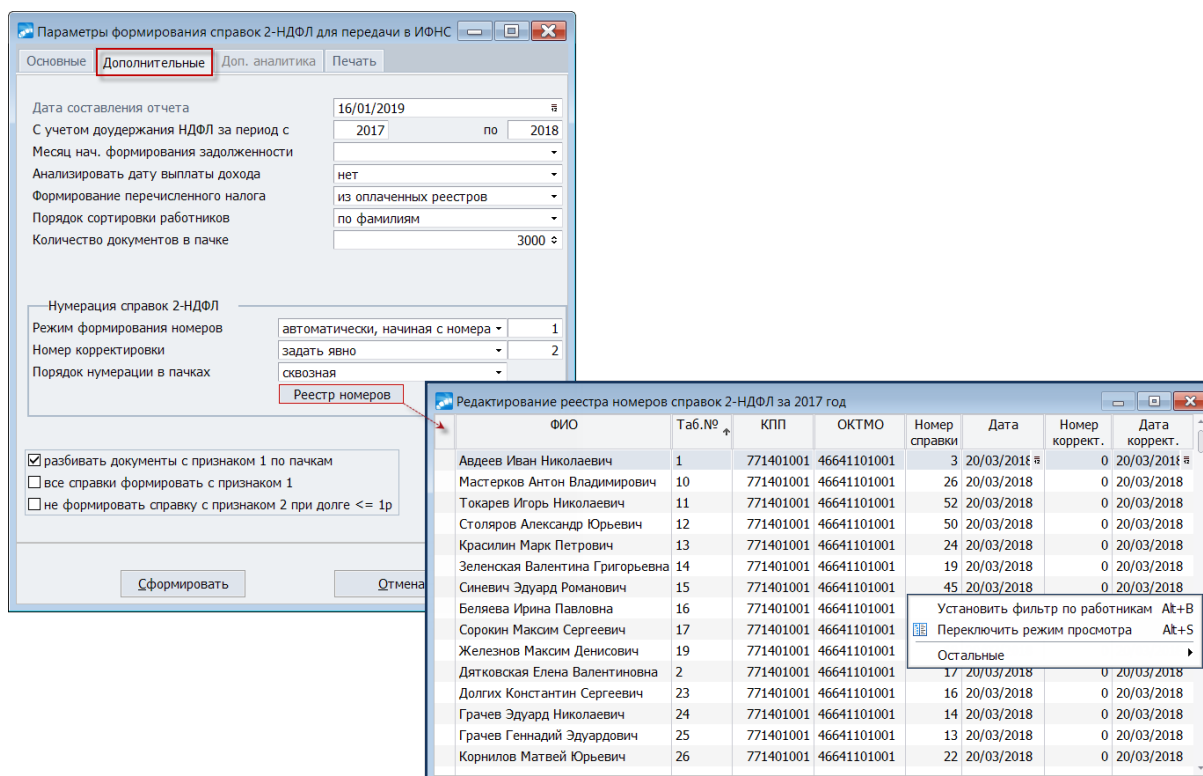 Параметры формирования справок 2-НДФЛ для передачи в ИФНС
Основные Дополнительные Доп. аналитика Печать
Дата составления отчета 16/01/2019
С учетом доудержания НДФЛ за период с 2017 по 2018
Месяц нач. формирования задолженности
Анализировать дату выплаты дохода нет
Формирование перечисленного налога из оплаченных реестров
Порядок сортировки работников по фамилиям
Количество документов в пачке 3000
Нумерация справок 2-НДФЛ
Режим формирования номеров автоматически, начиная с номера 1
Номер корректировки задать явно 2
Порядок нумерации в пачках сквозная
Реестр номеров
разбивать документы с признаком 1 по пачкам
все справки формировать с признаком 1
не формировать справку с признаком 2 при долге <= 1р
Сформировать Отмена
Редактирование реестра номеров справок 2-НДФЛ за 2017 год
ФИО Таб.№ КПП ОКТМО Номер справки Дата Номер коррект. Дата коррект.
Авдеев Иван Николаевич 1 771401001 46641101001 3 20/03/2018 0 20/03/2018
Мастерков Антон Владимирович 10 771401001 46641101001 26 20/03/2018 0 20/03/2018
Токарев Игорь Николаевич 11 771401001 46641101001 52 20/03/2018 0 20/03/2018
Столяров Александр Юрьевич 12 771401001 46641101001 50 20/03/2018 0 20/03/2018
Красилин Марк Петрович 13 771401001 46641101001 24 20/03/2018 0 20/03/2018
Зеленская Валентина Григорьевна 14 771401001 46641101001 19 20/03/2018 0 20/03/2018
Синевич Эдуард Романович 15 771401001 46641101001 45 20/03/2018 0 20/03/2018
Беляева Ирина Павловна 16 771401001 46641101001
Сорокин Максим Сергеевич 17 771401001 46641101001
Железнов Максим Денисович 19 771401001 46641101001
Дятковская Елена Валентиновна 2 771401001 46641101001 17 20/03/2018 0 20/03/2018
Долгих Константин Сергеевич 23 771401001 46641101001 16 20/03/2018 0 20/03/2018
Грачев Эдуард Николаевич 24 771401001 46641101001 14 20/03/2018 0 20/03/2018
Грачев Геннадий Эдуардович 25 771401001 46641101001 13 20/03/2018 0 20/03/2018
Корнилов Матвей Юрьевич 26 771401001 46641101001 22 20/03/2018 0 20/03/2018
Установить фильтр по работникам Alt+B
Переключить режим просмотра Alt+S
Остальные